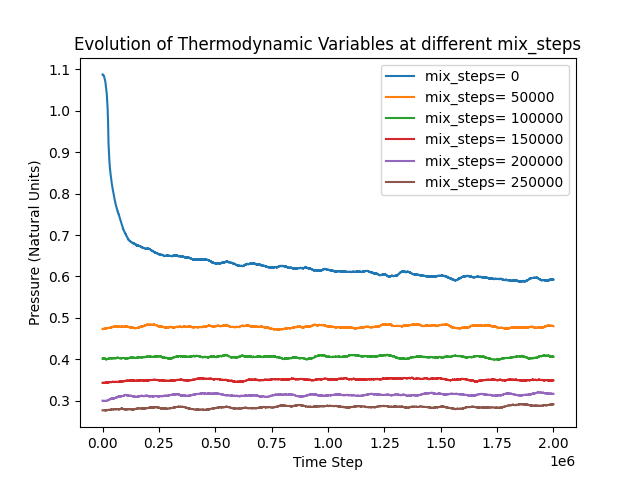 Evolution of Thermodynamic Variables at different mix_steps
Pressure (Natural Units)
1.1
1.0
0.9
0.8
0.7
0.6
0.5
0.4
0.3
mix_steps= 0
mix_steps= 50000
mix_steps= 100000
mix_steps= 150000
mix_steps= 200000
mix_steps= 250000
0.00 0.25 0.50 0.75 1.00 1.25 1.50 1.75 2.00
Time Step
1e6